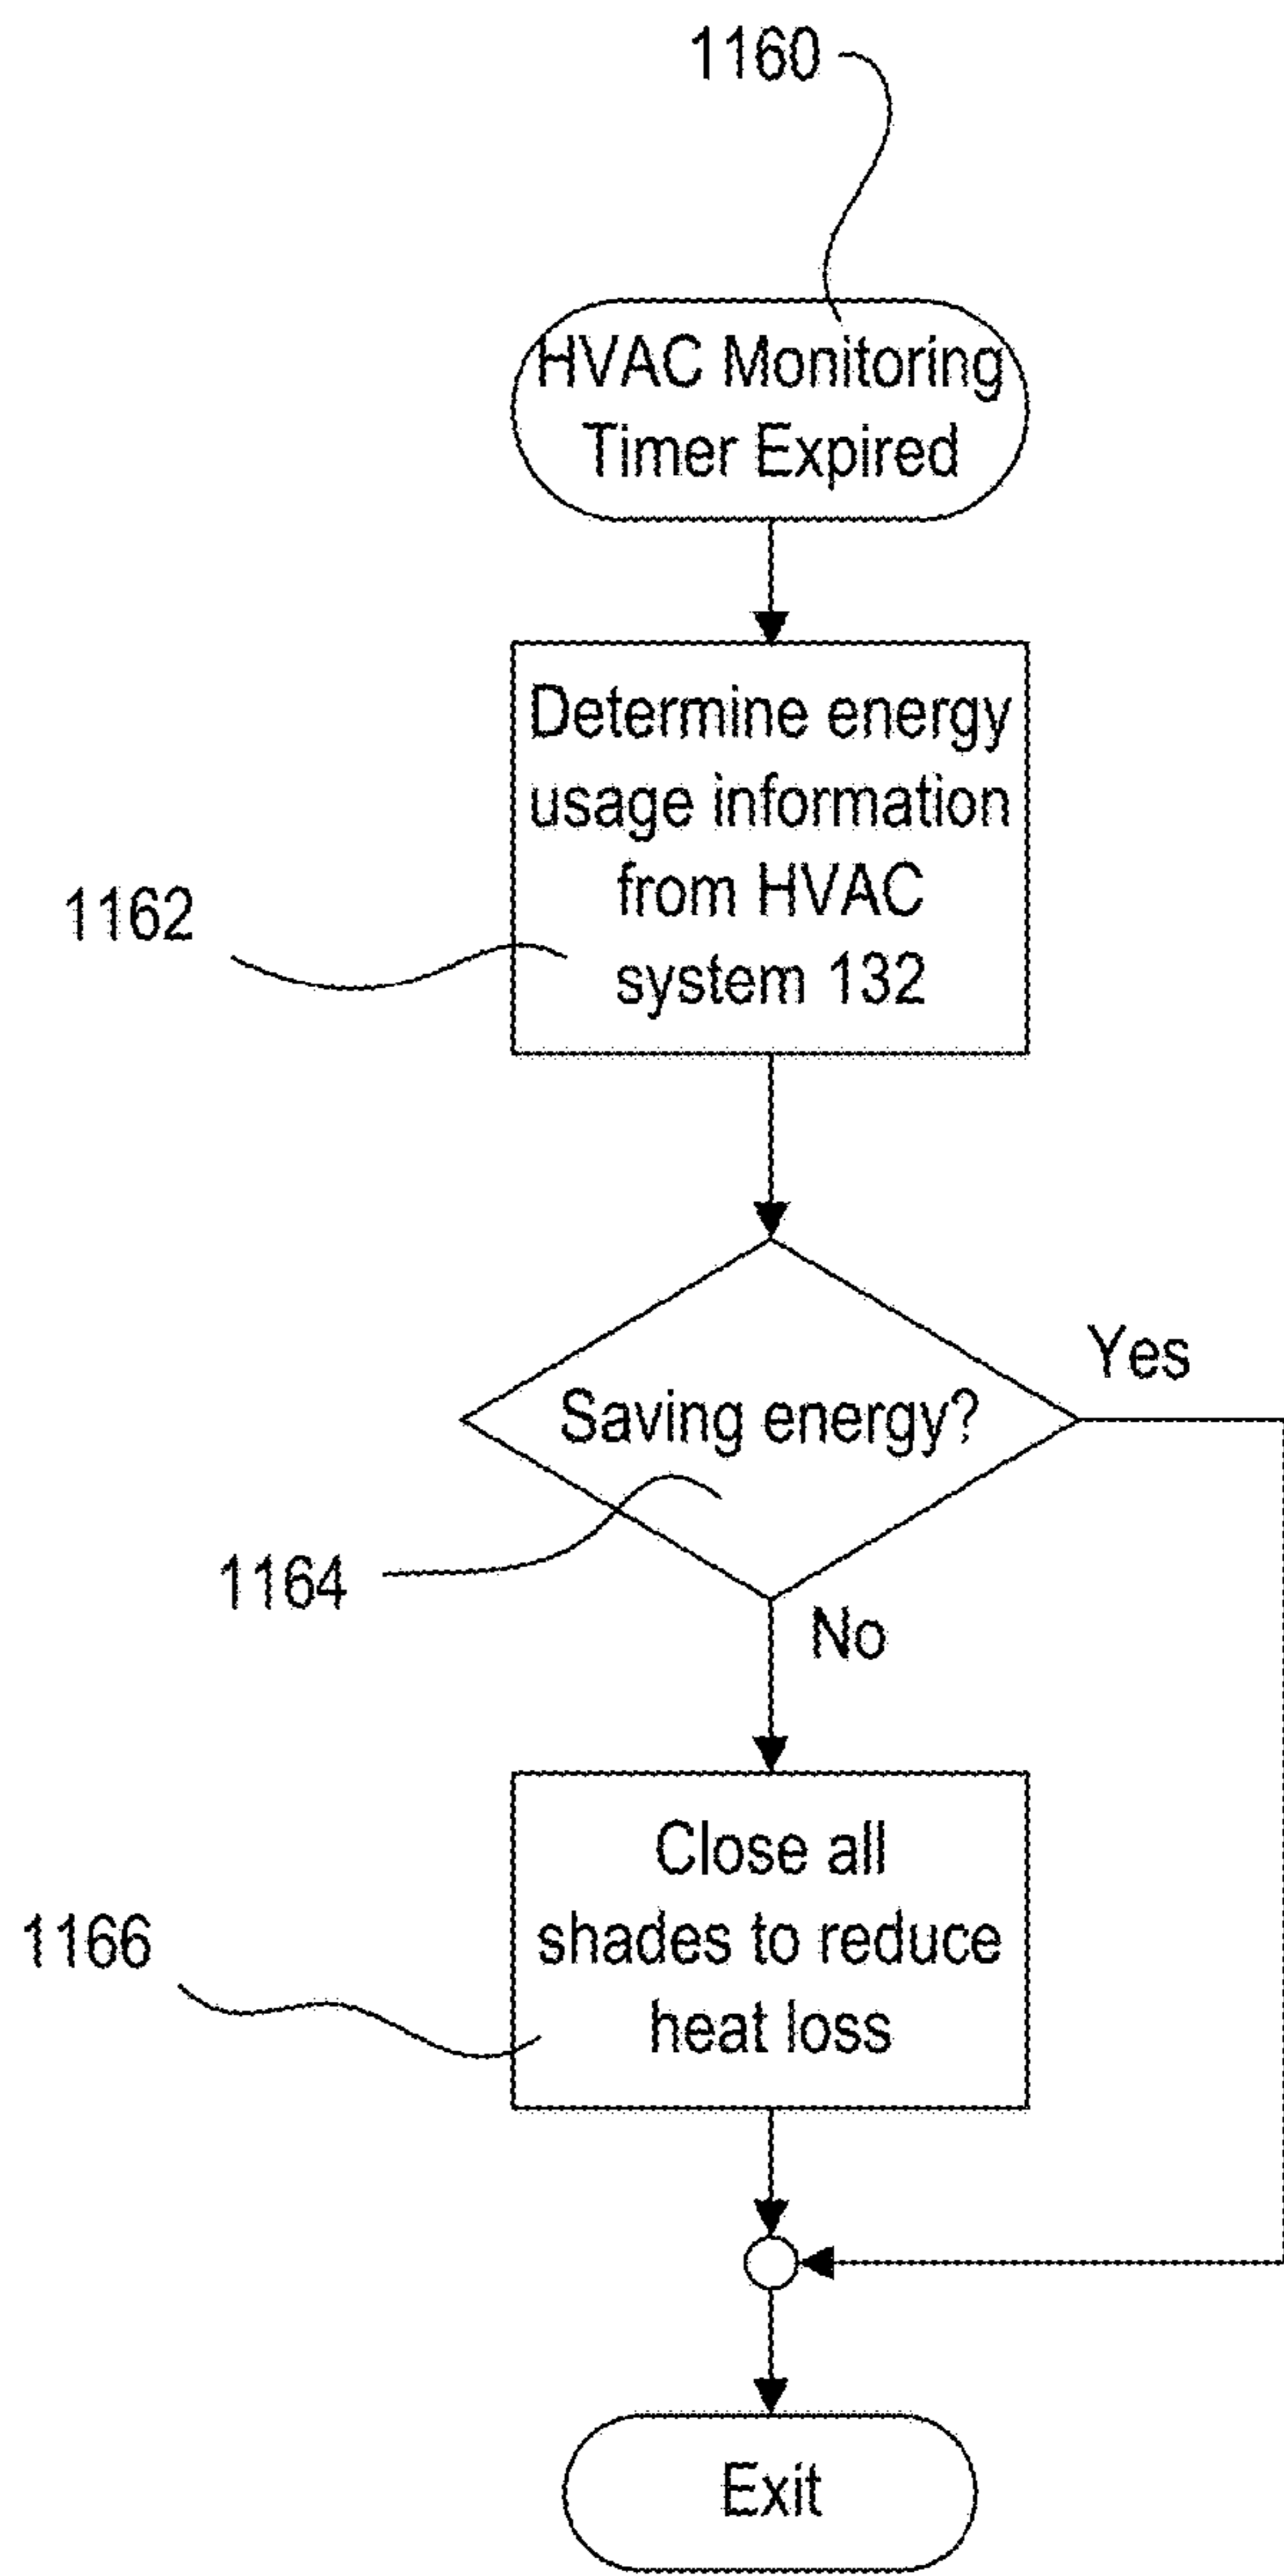 1160
HVAC Monitoring
Timer Expired
Determine energy
usage information
from HVAC
system 132
1162
Yes
Saving energy?
1164
No
Close all
shades to reduce
heat loss
1166
Exit